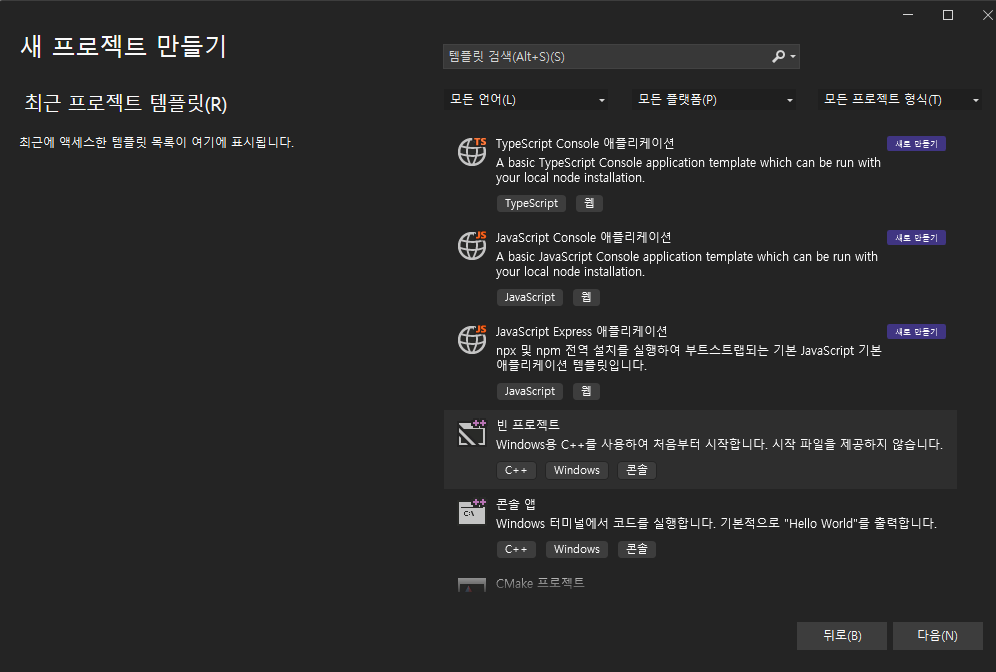 새 프로젝트 만들기
최근 프로젝트 템플릿(R)
최근에 액세스한 템플릿 목록이 여기에 표시됩니다.
템플릿 검색(Alt+S)(S)
모든 언어(L)
모든 플랫폼(P)
모든 프로젝트 형식(T)
TS
TypeScript Console 애플리케이션
새로 만들기
A basic TypeScript Console application template which can be run with
your local node installation.
TypeScript
웹
JS
JavaScript Console 애플리케이션
새로 만들기
A basic JavaScript Console application template which can be run with
your local node installation.
JavaScript
웹
JS
JavaScript Express 애플리케이션
새로 만들기
npx 및 npm 전역 설치를 실행하여 부트스트랩되는 기본 JavaScript 기본
애플리케이션 템플릿입니다.
JavaScript
웹
빈 프로젝트
Windows용 C++를 사용하여 처음부터 시작합니다. 시작 파일을 제공하지 않습니다.
C++
Windows
콘솔
C:\
콘솔 앱
Windows 터미널에서 코드를 실행합니다. 기본적으로 "Hello World"를 출력합니다.
C++
Windows
콘솔
CMake 프로젝트
뒤로(B)
다음(N)